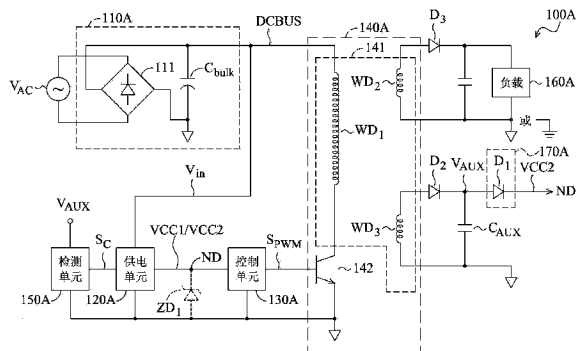 110A
DCBUS
140A
141
D3
100A
VAC
111
Cbulk
WD2
WD1
负载
160A
或
170A
Vin
D2
VAUX
D1
VCC2
ND
WD3
CAUX
VAUX
SC
VCC1/VCC2
ND
SPWM
检测
单元
供电
单元
控制
单元
142
150A
120A
ZD1
130A